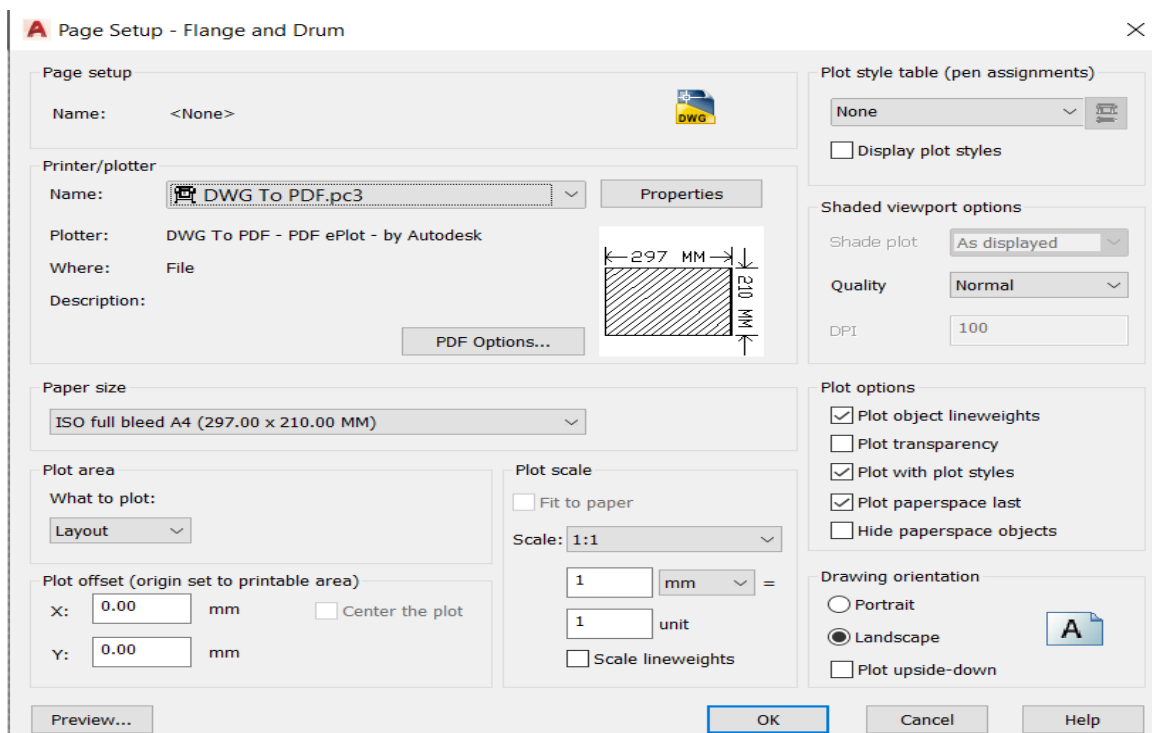 Page Setup - Flange and Drum
Page setup
Name: <None>
DWG
Printer/plotter
Name: DWG To PDF.pc3 Properties
Plotter: DWG To PDF - PDF ePlot - by Autodesk
Where: File
Description:
297 MM
210 MM
PDF Options...
Paper size
ISO full bleed A4 (297.00 x 210.00 MM)
Plot area
What to plot:
Layout
Plot offset (origin set to printable area)
X: 0.00 mm Center the plot
Y: 0.00 mm
Plot scale
Fit to paper
Scale: 1:1
1 mm =
1 unit
Scale lineweights
Plot style table (pen assignments)
None
Display plot styles
Shaded viewport options
Shade plot As displayed
Quality Normal
DPI 100
Plot options
Plot object lineweights
Plot transparency
Plot with plot styles
Plot paperspace last
Hide paperspace objects
Drawing orientation
Portrait
Landscape
A
Plot upside-down
Preview... OK Cancel Help